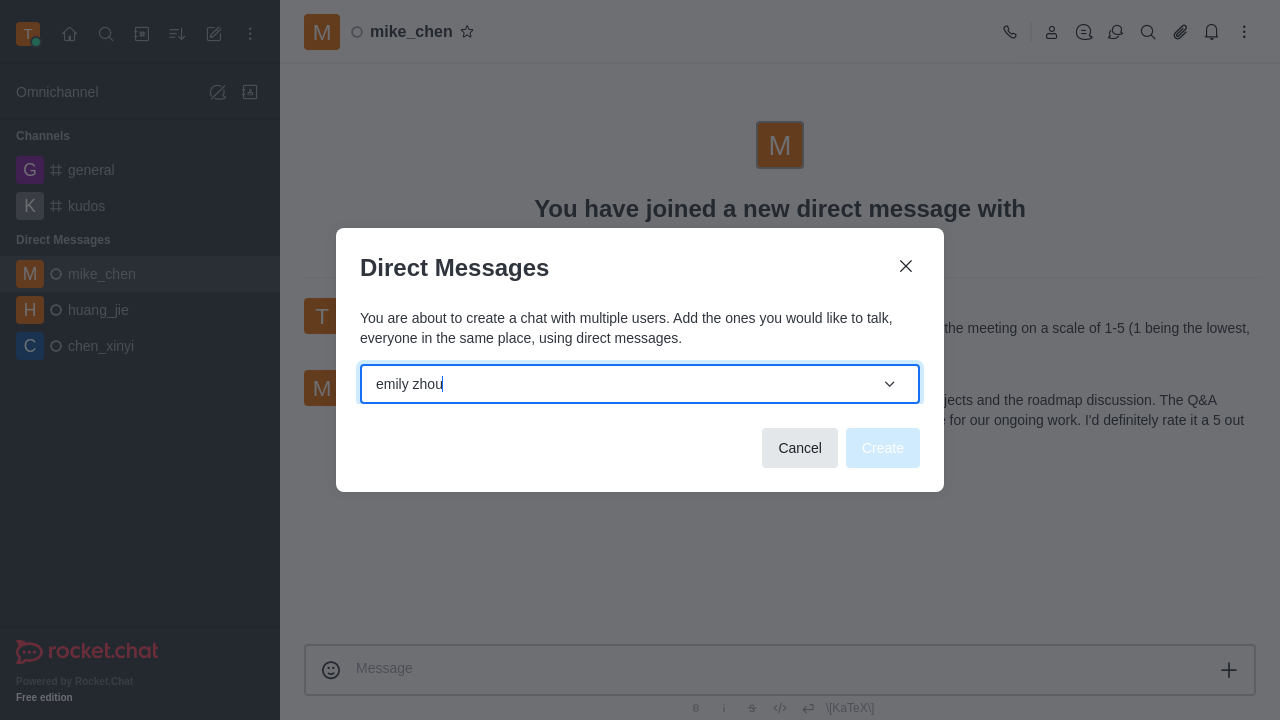 T
Omnichannel
Channels
G general
K kudos
Direct Messages
M mike_chen
H huang_jie
C chen_xinyi
rocket.chat
Powered by Rocket.Chat
Free edition
M mike_chen
M
You have joined a new direct message with
T
the meeting on a scale of 1-5 (1 being the lowest,
M
jects and the roadmap discussion. The Q&A
for our ongoing work. I'd definitely rate it a 5 out
Direct Messages
You are about to create a chat with multiple users. Add the ones you would like to talk,
everyone in the same place, using direct messages.
emily zhou
Cancel
Create
Message
B i S </> \[KaTeX\]